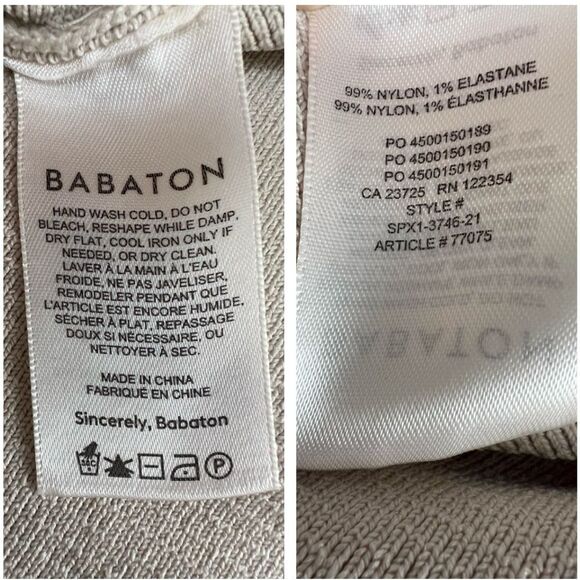 BABATON
HAND WASH COLD, DO NOT
BLEACH, RESHAPE WHILE DAMP.
DRY FLAT, COOL IRON ONLY IF
NEEDED, OR DRY CLEAN.
LAVER À LA MAIN À L'EAU
FROIDE, NE PAS JAVELISER,
REMODELER PENDANT QUE
L'ARTICLE EST ENCORE HUMIDE,
SÉCHER À PLAT, REPASSAGE
DOUX SI NÉCESSAIRE, OU
NETTOYER À SEC.
MADE IN CHINA
FABRIQUÉ EN CHINE
Sincerely, Babaton
P
99% NYLON, 1% ELASTANE
99% NYLON, 1% ÉLASTHANNE
PO 4500150189
PO 4500150190
PO 4500150191
CA 23725 RN 122354
STYLE #
SPX1-3746-21
ARTICLE # 77075